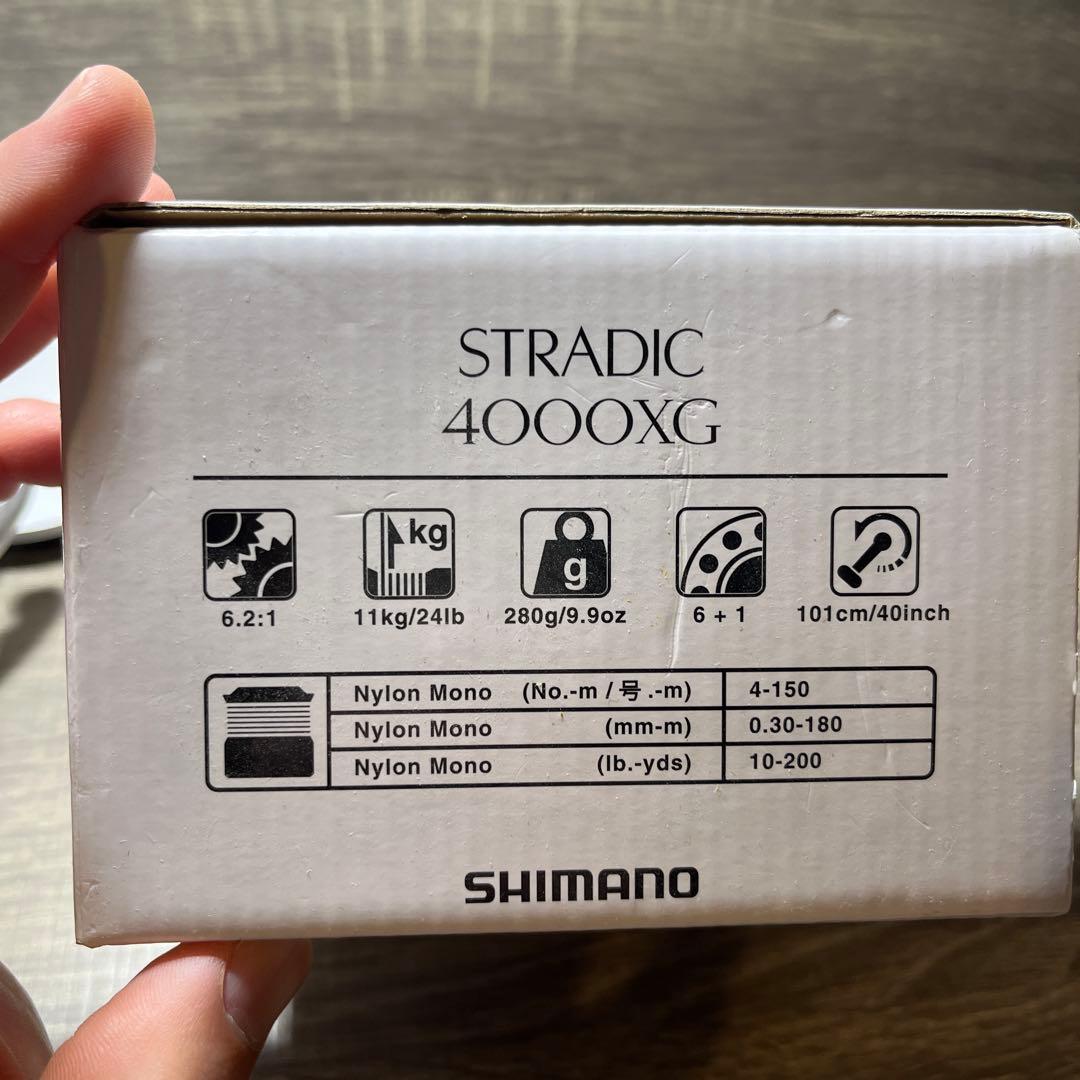 STRADIC
4000XG
kg
g
6.2:1 11kg/24lb 280g/9.9oz 6 + 1 101cm/40inch
Nylon Mono (No.-m / 号.-m) 4-150
Nylon Mono (mm-m) 0.30-180
Nylon Mono (lb.-yds) 10-200
SHIMANO